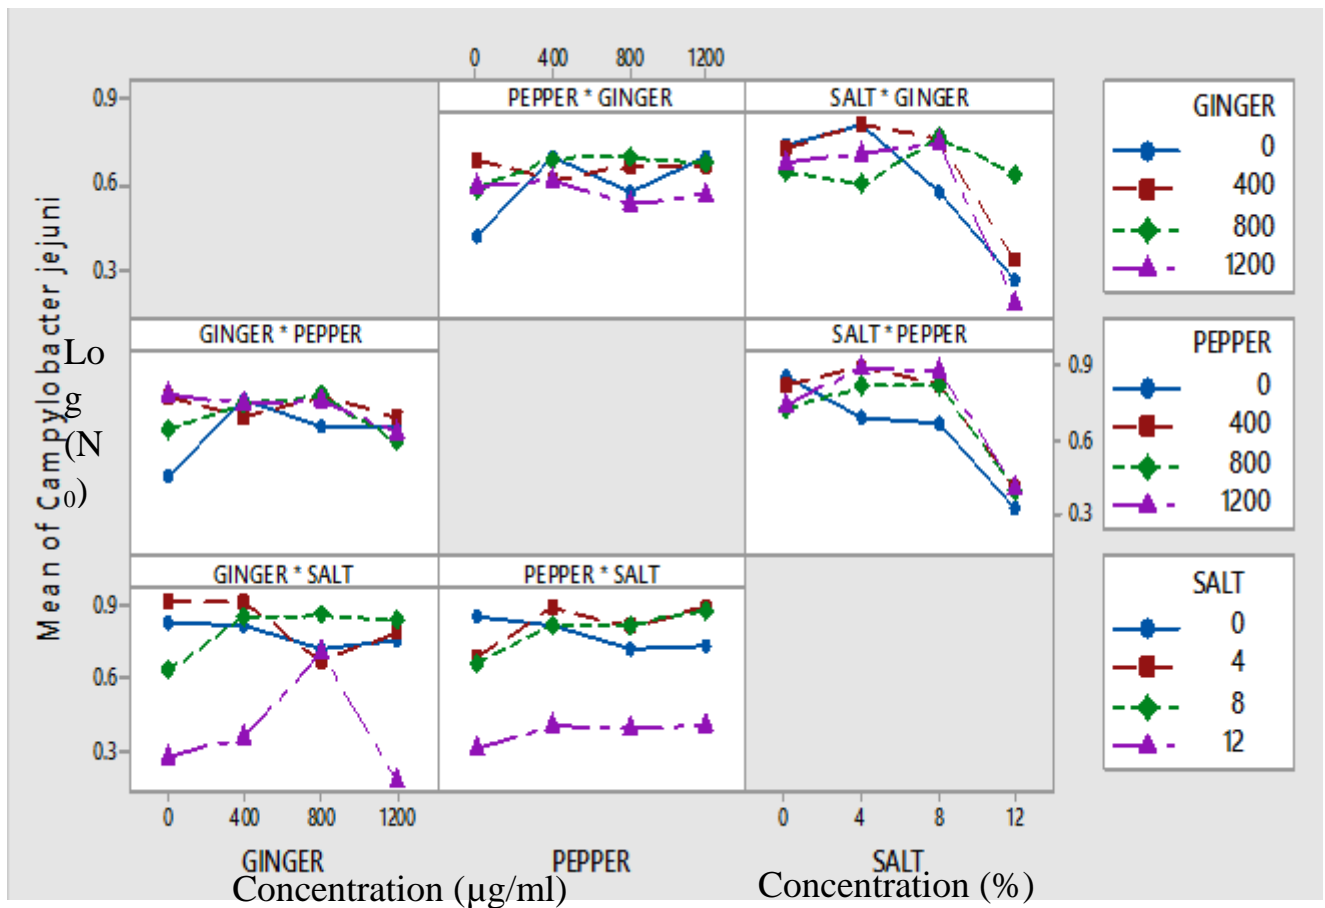 0 400 800 1200
PEPPER * GINGER
SALT * GINGER
0.9
0.6
0.3
GINGER
0
400
800
1200
Mean of Campylobacter jejuni
Lo
g
(N
0)
GINGER * PEPPER
SALT * PEPPER
0.9
0.6
0.3
PEPPER
0
400
800
1200
GINGER * SALT
PEPPER * SALT
0.9
0.6
0.3
SALT
0
4
8
12
0 400 800 1200
0 4 8 12
GINGER PEPPER SALT
Concentration (µg/ml) Concentration (%)